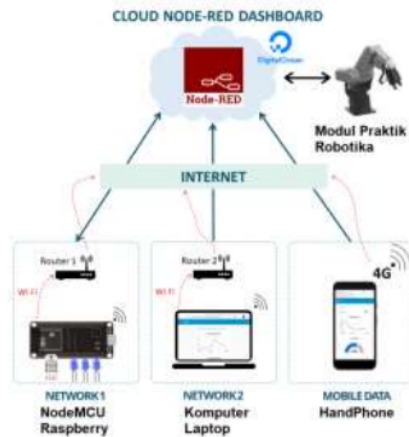 CLOUD NODE-RED DASHBOARD
DigitalOcean
Node-RED
Modul Praktik
Robotika
INTERNET
Router 1
Router 2
4G
Wi Fi
Wi Fi
NETWORK1
NodeMCU
Raspberry
NETWORK2
Komputer
Laptop
MOBILE DATA
HandPhone